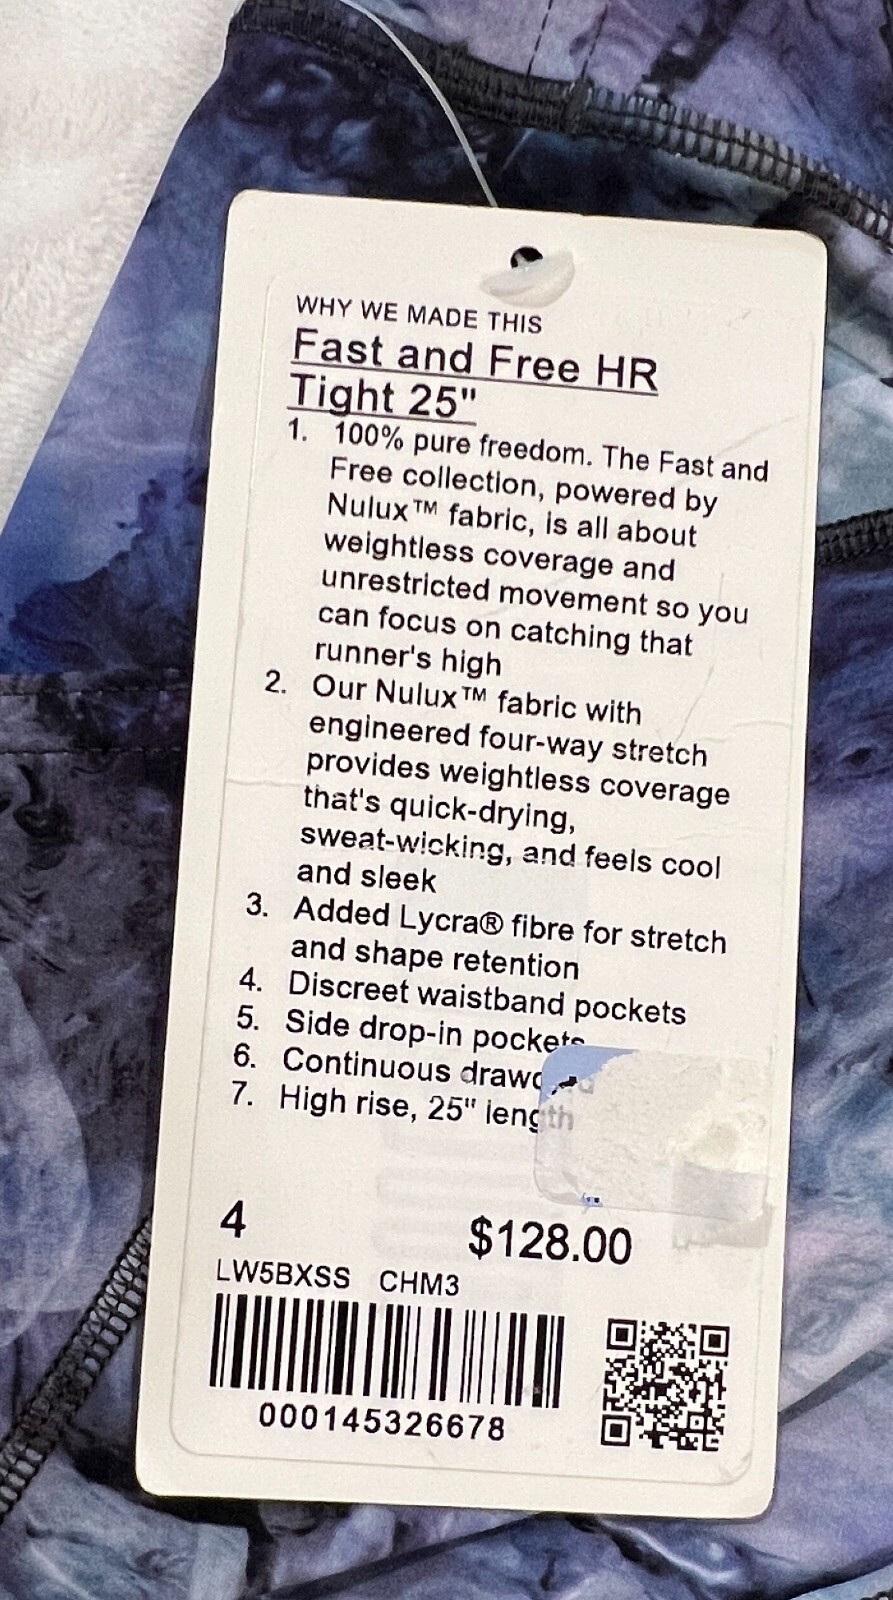 WHY WE MADE THIS
Fast and Free HR
Tight 25"
1. 100% pure freedom. The Fast and
Free collection, powered by
Nulux™ fabric, is all about
weightless coverage and
unrestricted movement so you
can focus on catching that
runner's high
2. Our Nulux™ fabric with
engineered four-way stretch
provides weightless coverage
that's quick-drying,
sweat-wicking, and feels cool
and sleek
3. Added Lycra® fibre for stretch
and shape retention
4. Discreet waistband pockets
5. Side drop-in pockets
6. Continuous
7. High rise, 25" length
4 $128.00
LW5BXSS CHM3
000145326678